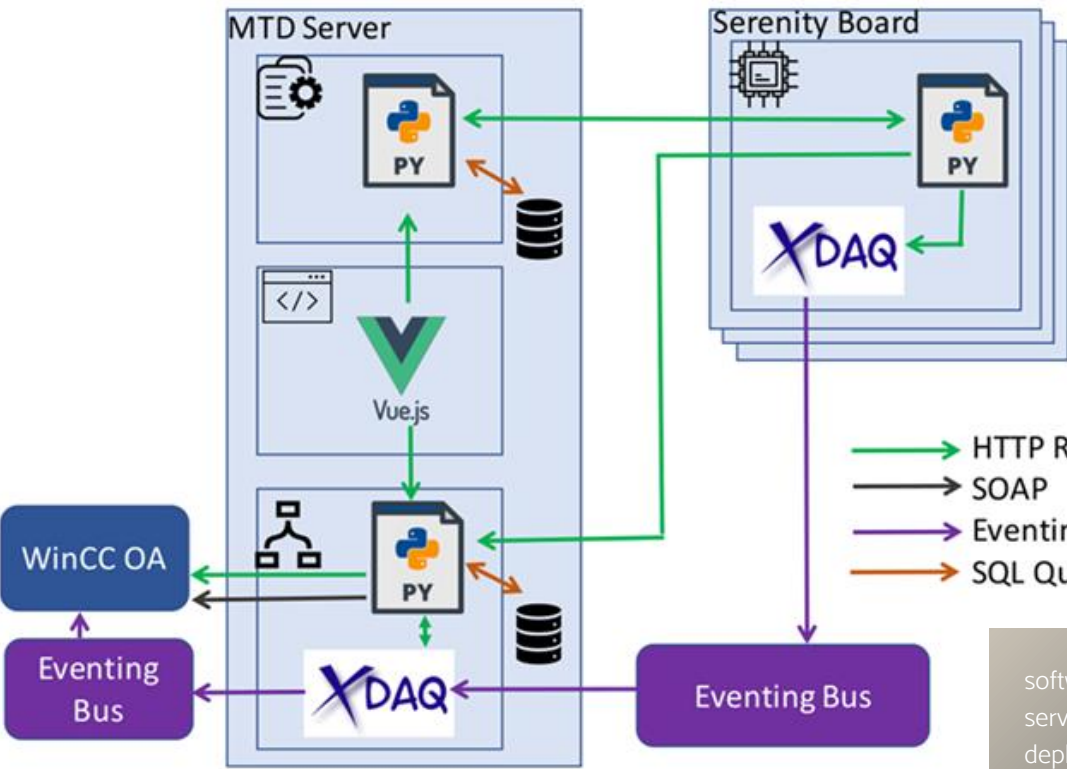 MTD Server
Serenity Board
PY
PY
XDAQ
</>
Vue.js
HTTP R
SOAP
Eventin
SQL Qu
WinCC OA
PY
Eventing
Bus
XDAQ
Eventing Bus
softw
serv
depl